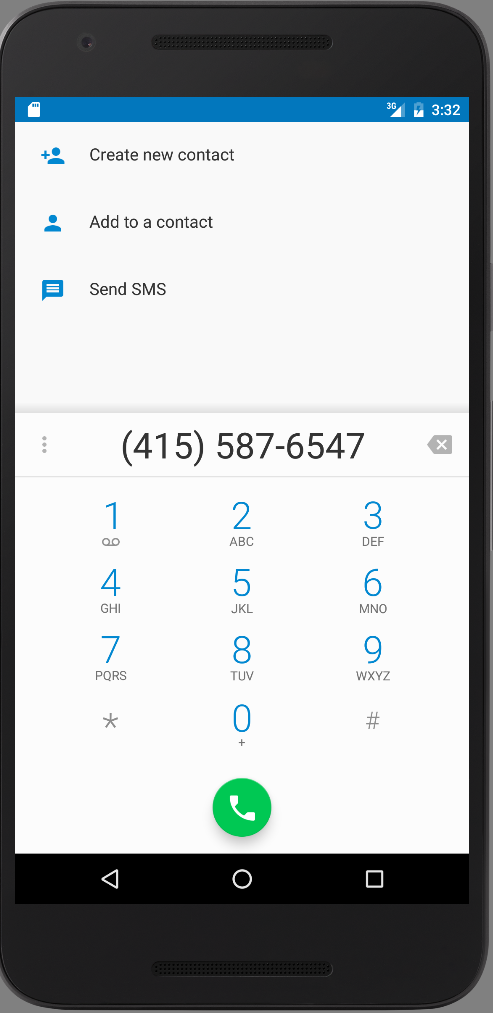 3G 3:32
Create new contact
Add to a contact
Send SMS
(415) 587-6547
1 2 3
ABC DEF
4 5 6
GHI JKL MNO
7 8 9
PQRS TUV WXYZ
* 0 #
+